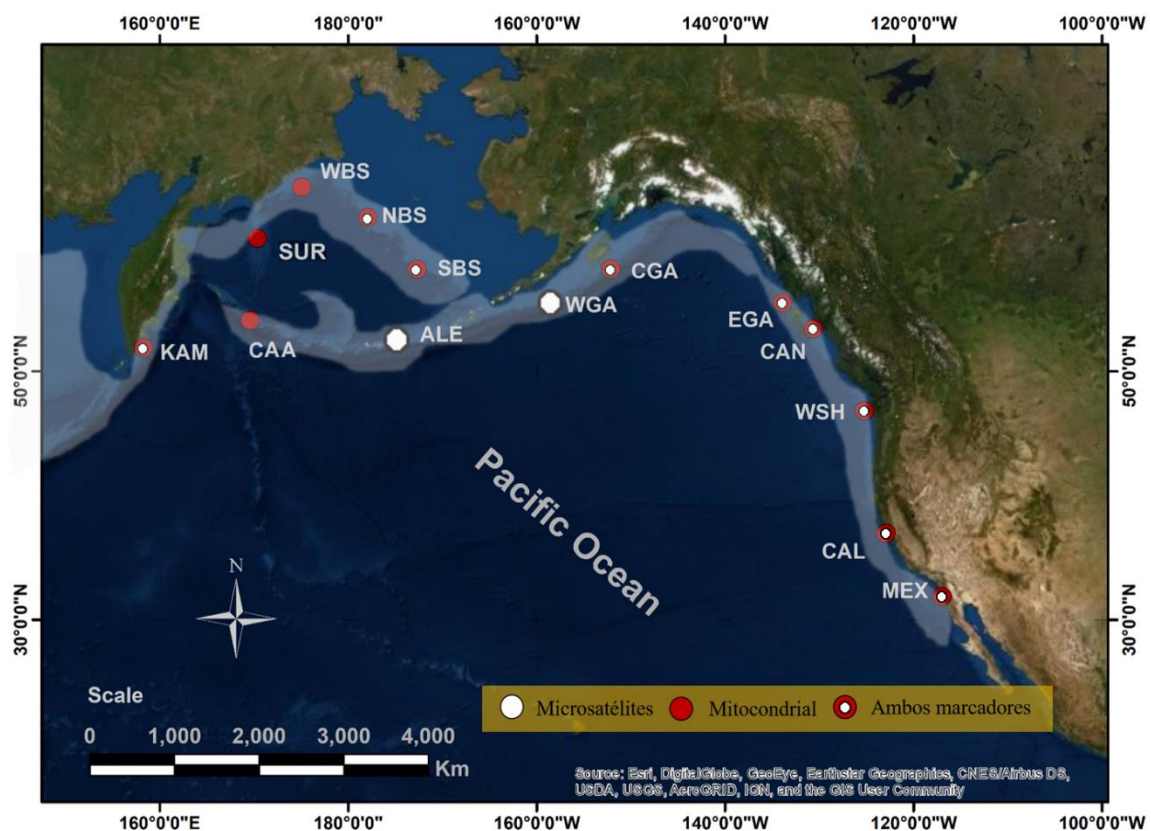 160°0'0"E 180°0'0" 160°0'0"W 140°0'0"W 120°0'0"W 100°0'0"W
WBS
NBS
SUR
SBS
CGA
WGA
EGA
ALE
CAN
KAM
CAA
50°0'0"N
50°0'0"N
WSH
Pacific Ocean
CAL
MEX
30°0'0"N
30°0'0"N
N
Scale
0 1,000 2,000 3,000 4,000
Km
Microsatélites Mitocondrial Ambos marcadores
Source: Esri, DigitalGlobe, GeoEye, Earthstar Geographics, CNES/Airbus DS,
USDA, USGS, AeroGRID, IGN, and the GIS User Community
160°0'0"E 180°0'0" 160°0'0"W 140°0'0"W 120°0'0"W 100°0'0"W